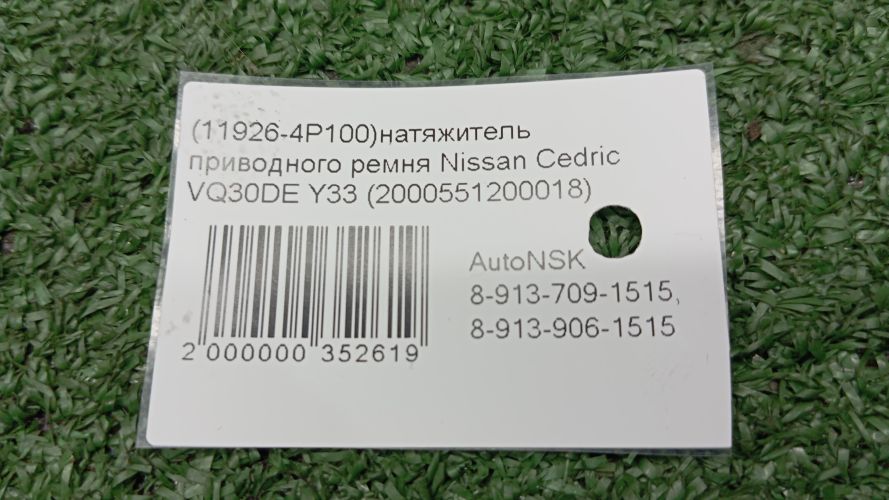 (11926-4P100)натяжитель
приводного ремня Nissan Cedric
VQ30DE Y33 (2000551200018)
AutoNSK
8-913-709-1515,
8-913-906-1515
2 000000 352619